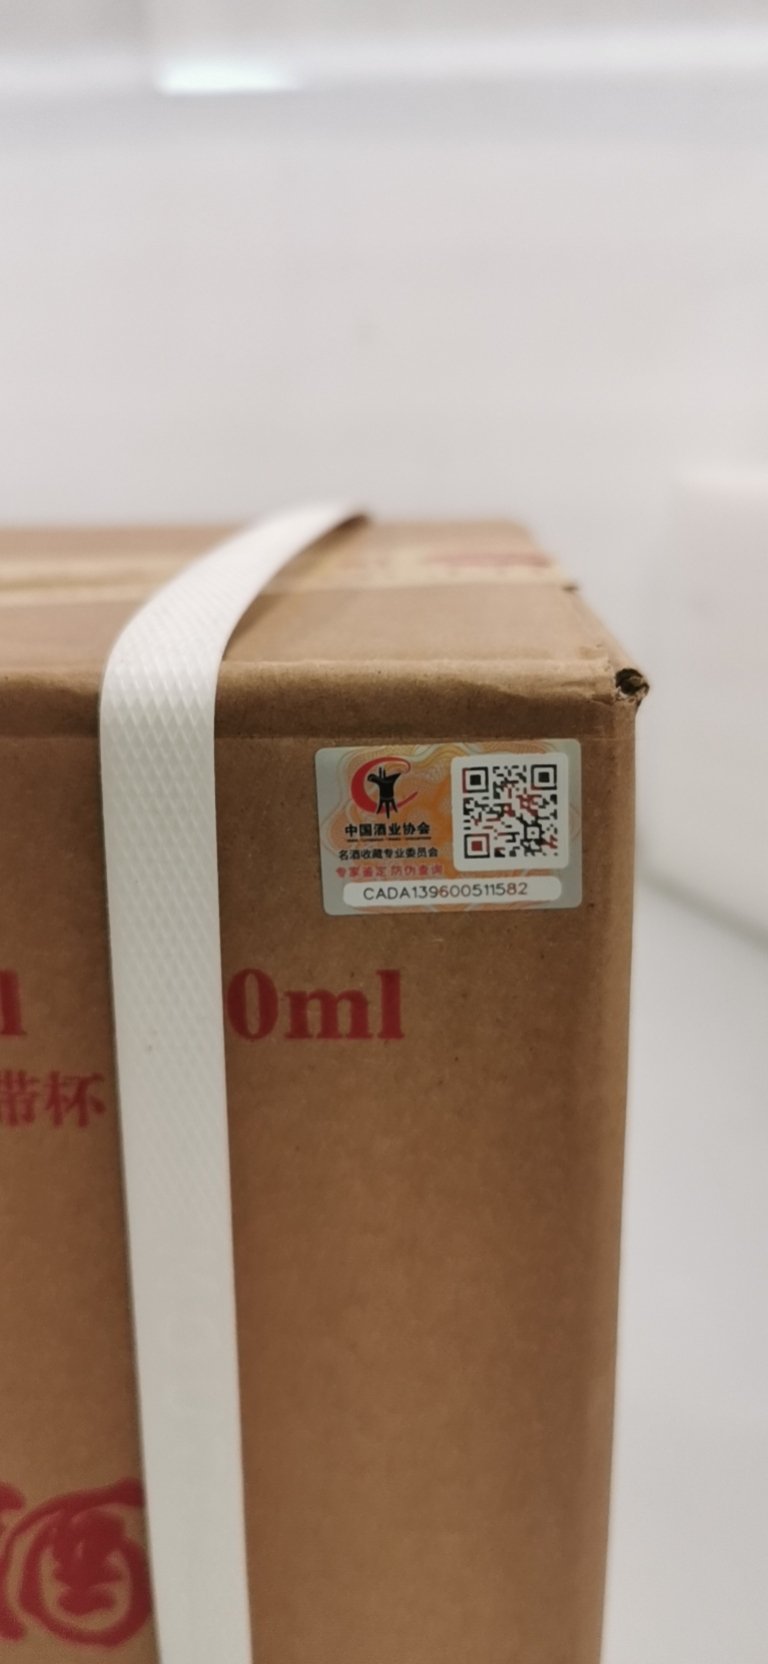 中国酒业协会
名酒收藏专业委员会
专家鉴定 防伪查询
CADA139600511582
0ml
带杯
酒